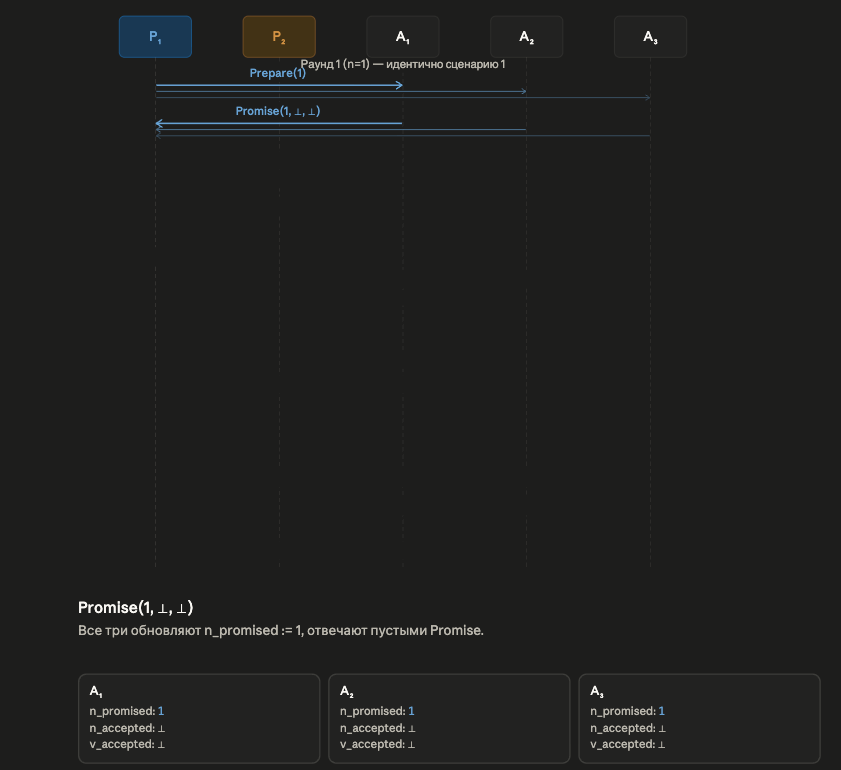 P₁ P₂ A₁ A₂ A₃
Раунд 1 (n=1) — идентично сценарию 1
Prepare(1)
Promise(1, ⊥, ⊥)
Promise(1, ⊥, ⊥)
Все три обновляют n_promised := 1, отвечают пустыми Promise.
A₁
n_promised: 1
n_accepted: ⊥
v_accepted: ⊥
A₂
n_promised: 1
n_accepted: ⊥
v_accepted: ⊥
A₃
n_promised: 1
n_accepted: ⊥
v_accepted: ⊥